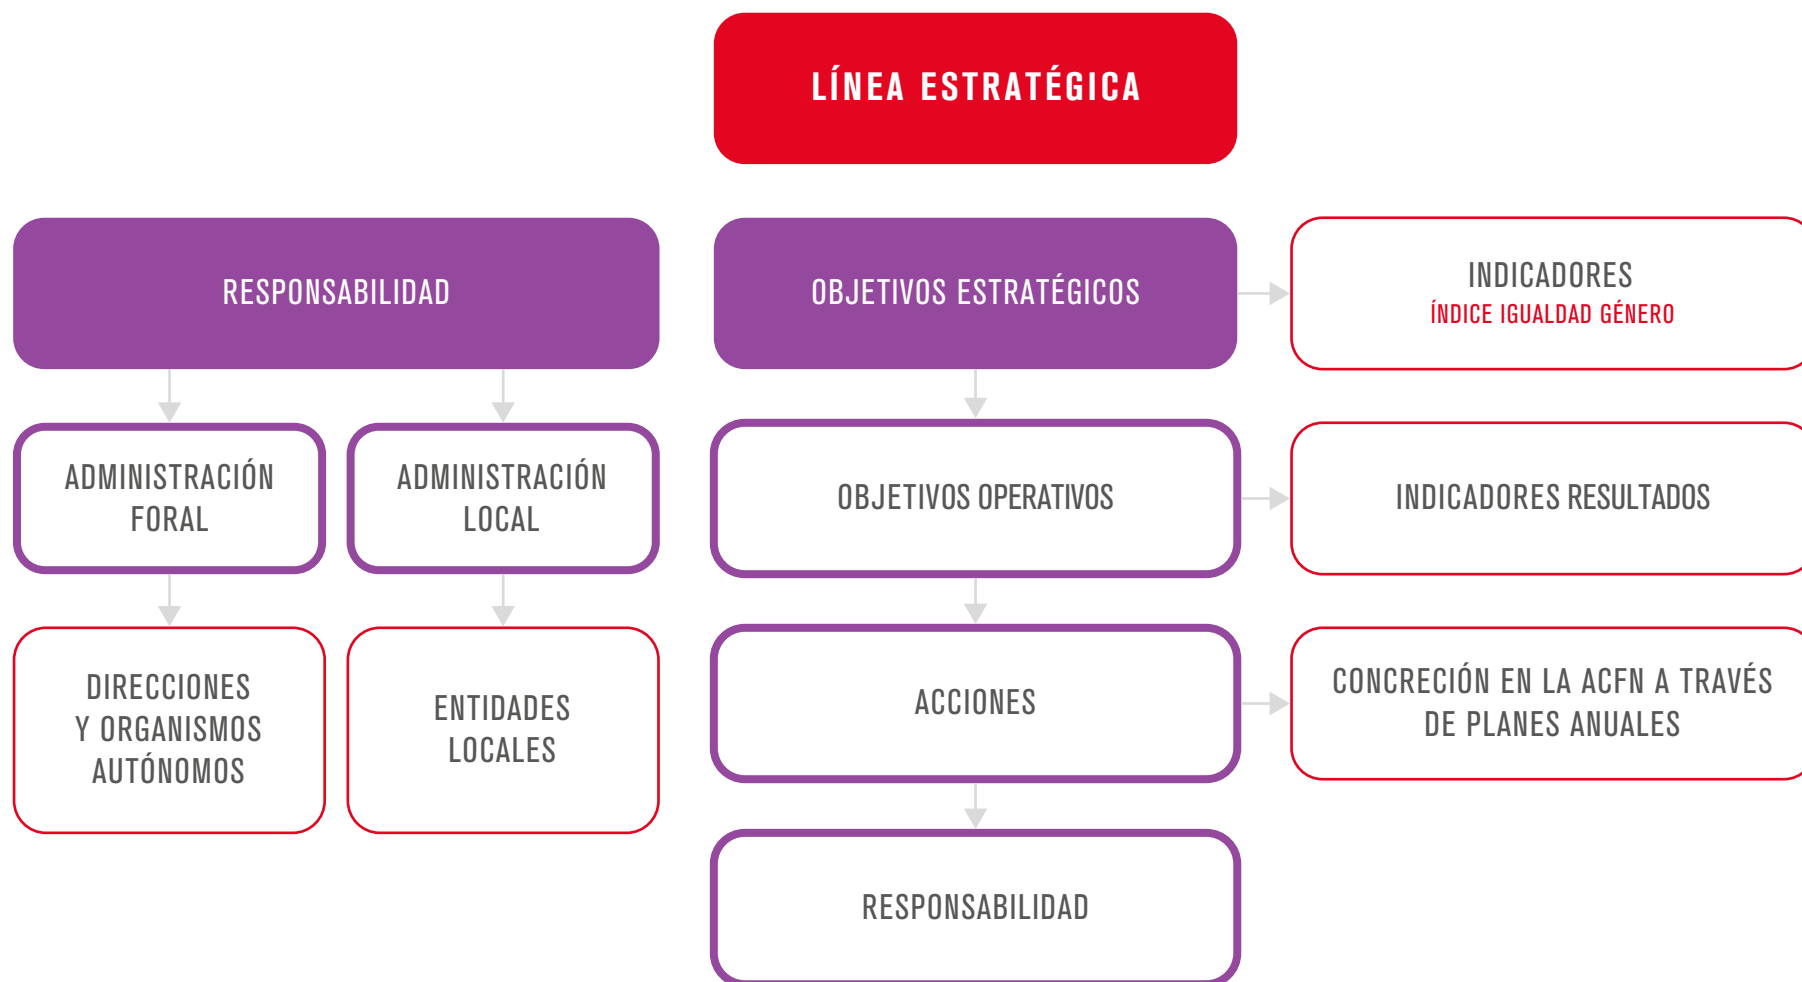 LÍNEA ESTRATÉGICA
RESPONSABILIDAD
OBJETIVOS ESTRATÉGICOS
INDICADORES
ÍNDICE IGUALDAD GÉNERO
ADMINISTRACIÓN
FORAL
ADMINISTRACIÓN
LOCAL
OBJETIVOS OPERATIVOS
INDICADORES RESULTADOS
DIRECCIONES
Y ORGANISMOS
AUTÓNOMOS
ENTIDADES
LOCALES
ACCIONES
CONCRECIÓN EN LA ACFN A TRAVÉS
DE PLANES ANUALES
RESPONSABILIDAD